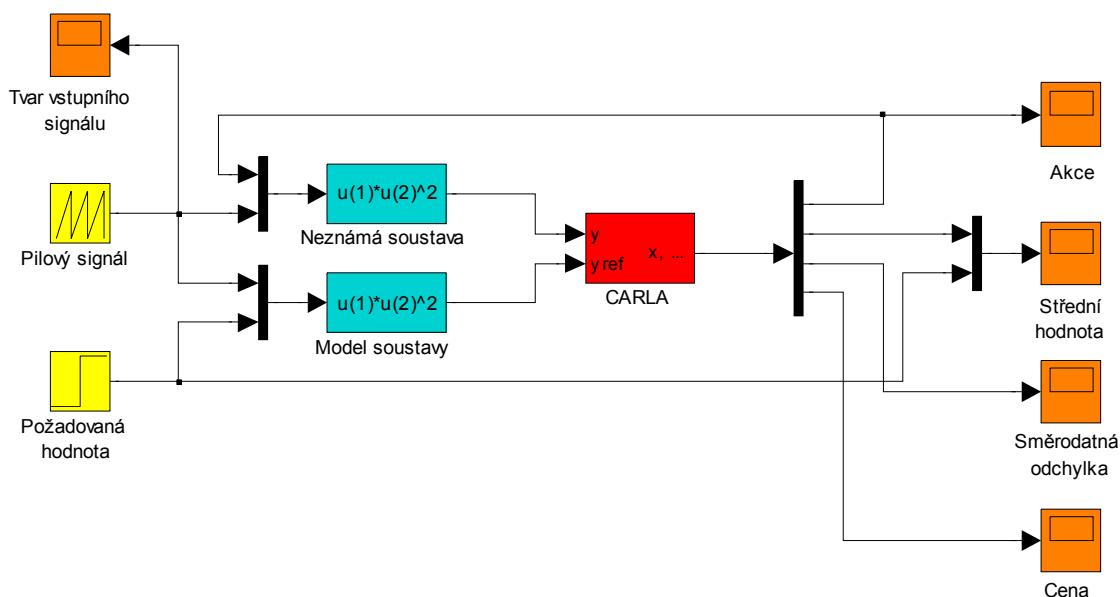 Tvar vstupního
signálu
Akce
u(1)*u(2)^2
Neznámá soustava
Pilový signál
y
y ref
x, ...
CARLA
Střední
hodnota
u(1)*u(2)^2
Model soustavy
Požadovaná
hodnota
Směrodatná
odchylka
Cena